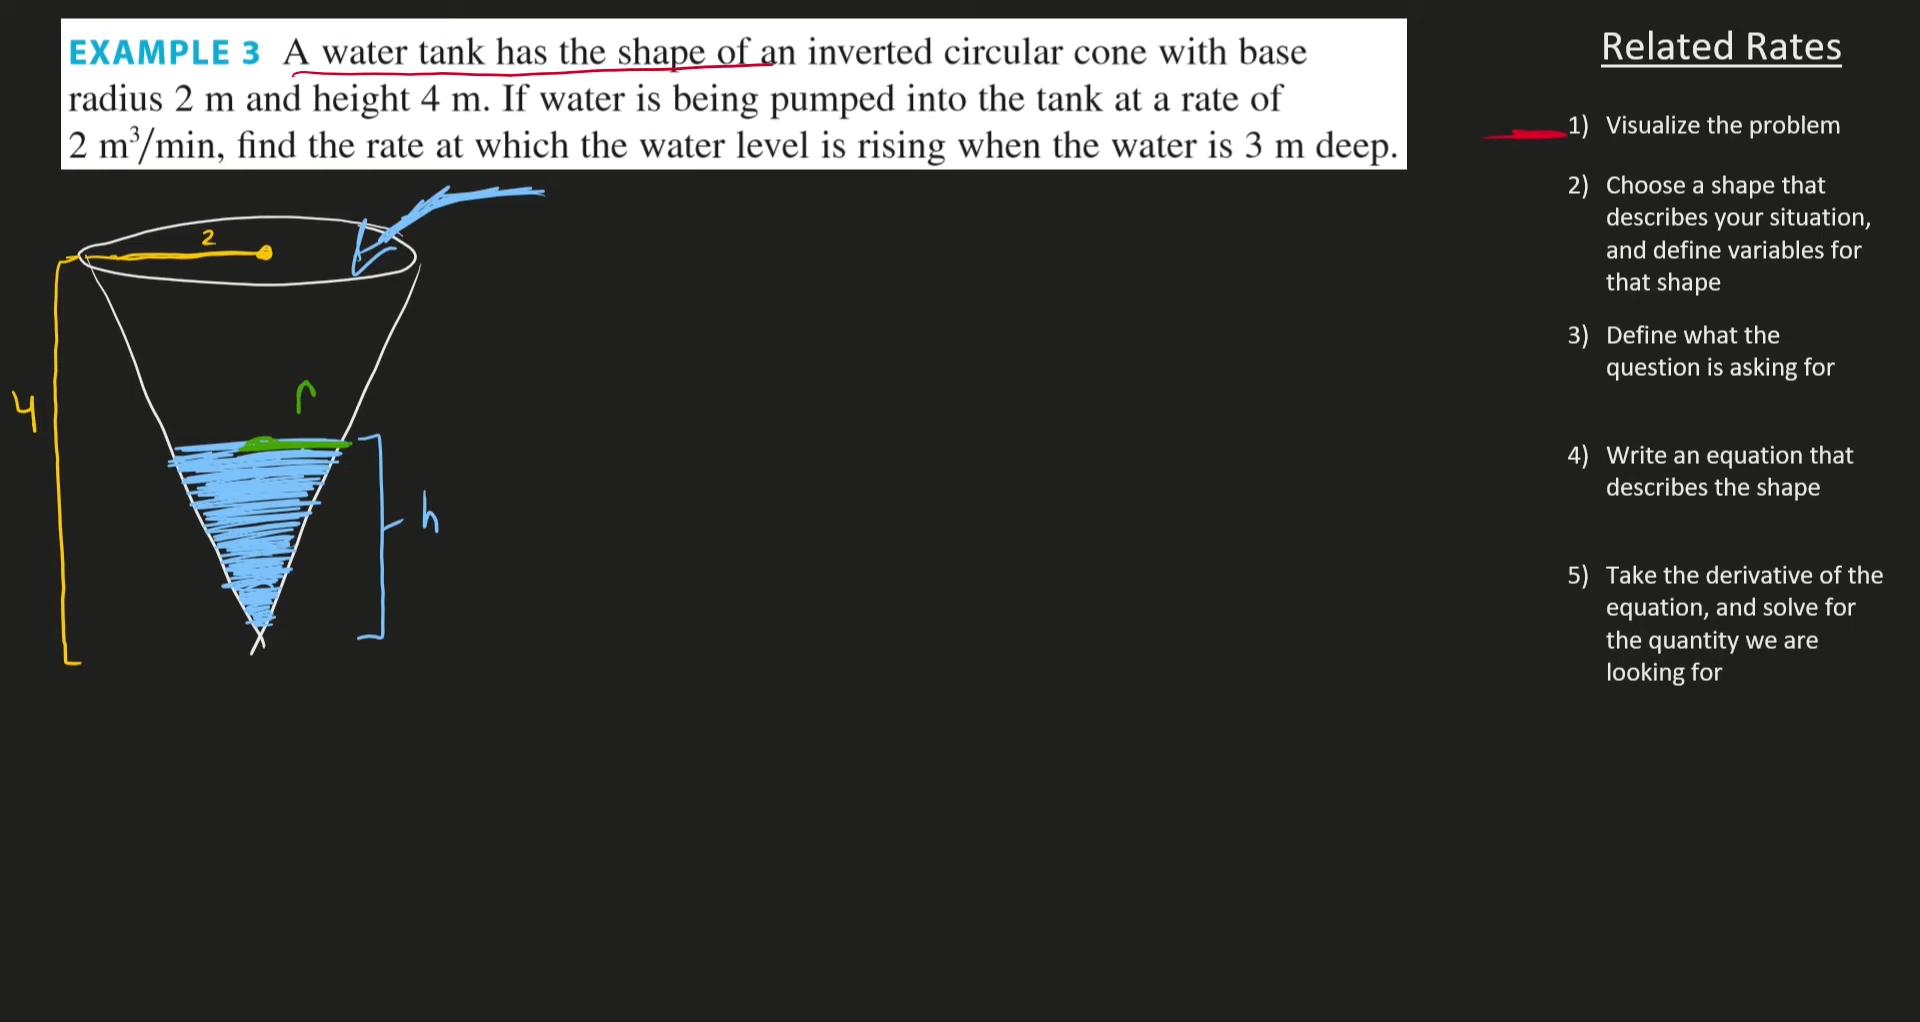 EXAMPLE 3 A water tank has the shape of an inverted circular cone with base
radius 2 m and height 4 m. If water is being pumped into the tank at a rate of
2 m³/min, find the rate at which the water level is rising when the water is 3 m deep.
2
4
r
h
Related Rates
1) Visualize the problem
2) Choose a shape that
describes your situation,
and define variables for
that shape
3) Define what the
question is asking for
4) Write an equation that
describes the shape
5) Take the derivative of the
equation, and solve for
the quantity we are
looking for